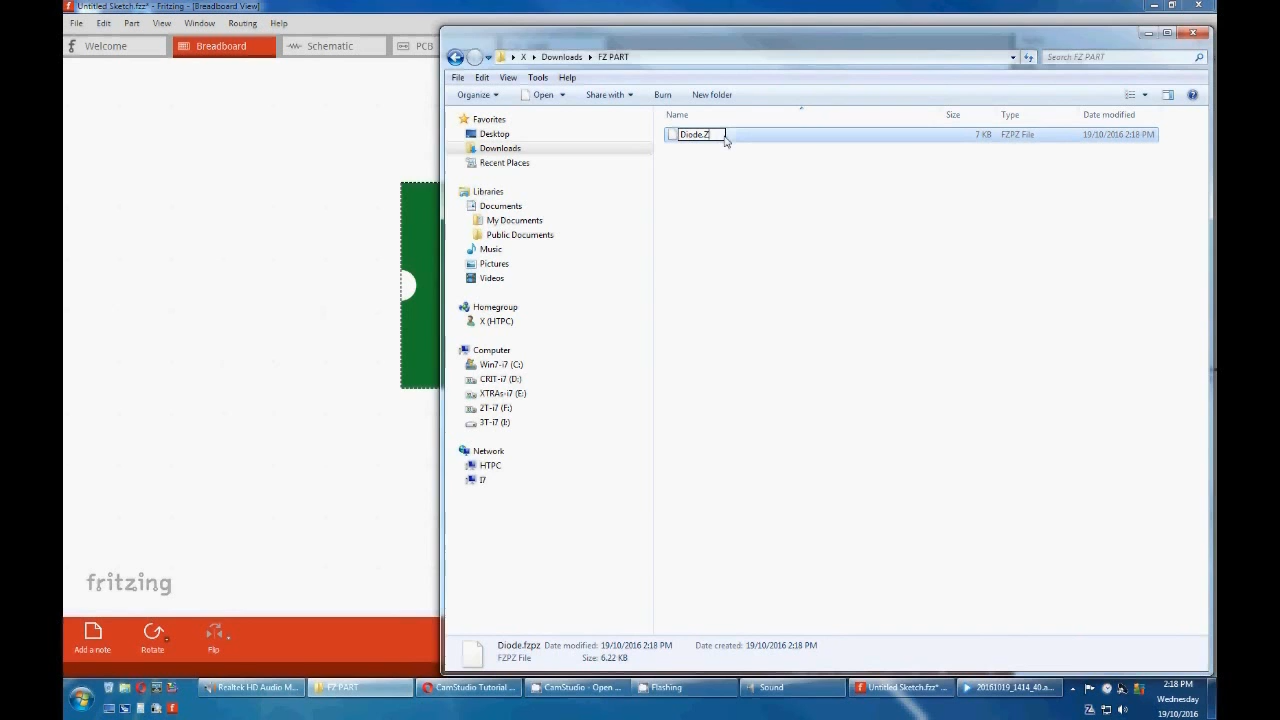 Untitled Sketch.fzz* - Fritzing - [Breadboard View]
File Edit Part View Window Routing Help
Welcome Breadboard Schematic PCB
X Downloads FZ PART
Search FZ PART
File Edit View Tools Help
Organize Open Share with Burn New folder
Name Size Type Date modified
Diode.Z 7 KB FZPZ File 19/10/2016 2:18 PM
Favorites
Desktop
Downloads
Recent Places
Libraries
Documents
My Documents
Public Documents
Music
Pictures
Videos
Homegroup
X (HTPC)
Computer
Win7-i7 (C:)
CRIT-i7 (D:)
XTRAs-i7 (E:)
2T-i7 (F:)
3T-i7 (I:)
Network
HTPC
I7
fritzing
Add a note Rotate Flip
Diode.fzpz Date modified: 19/10/2016 2:18 PM Date created: 19/10/2016 2:18 PM
FZPZ File Size: 6.22 KB
Realtek HD Audio M... FZ PART CamStudio Tutorial ... CamStudio - Open ... Flashing Sound Untitled Sketch.fzz* ... 20161019_1414_40.a...
2:18 PM
Wednesday
19/10/2016